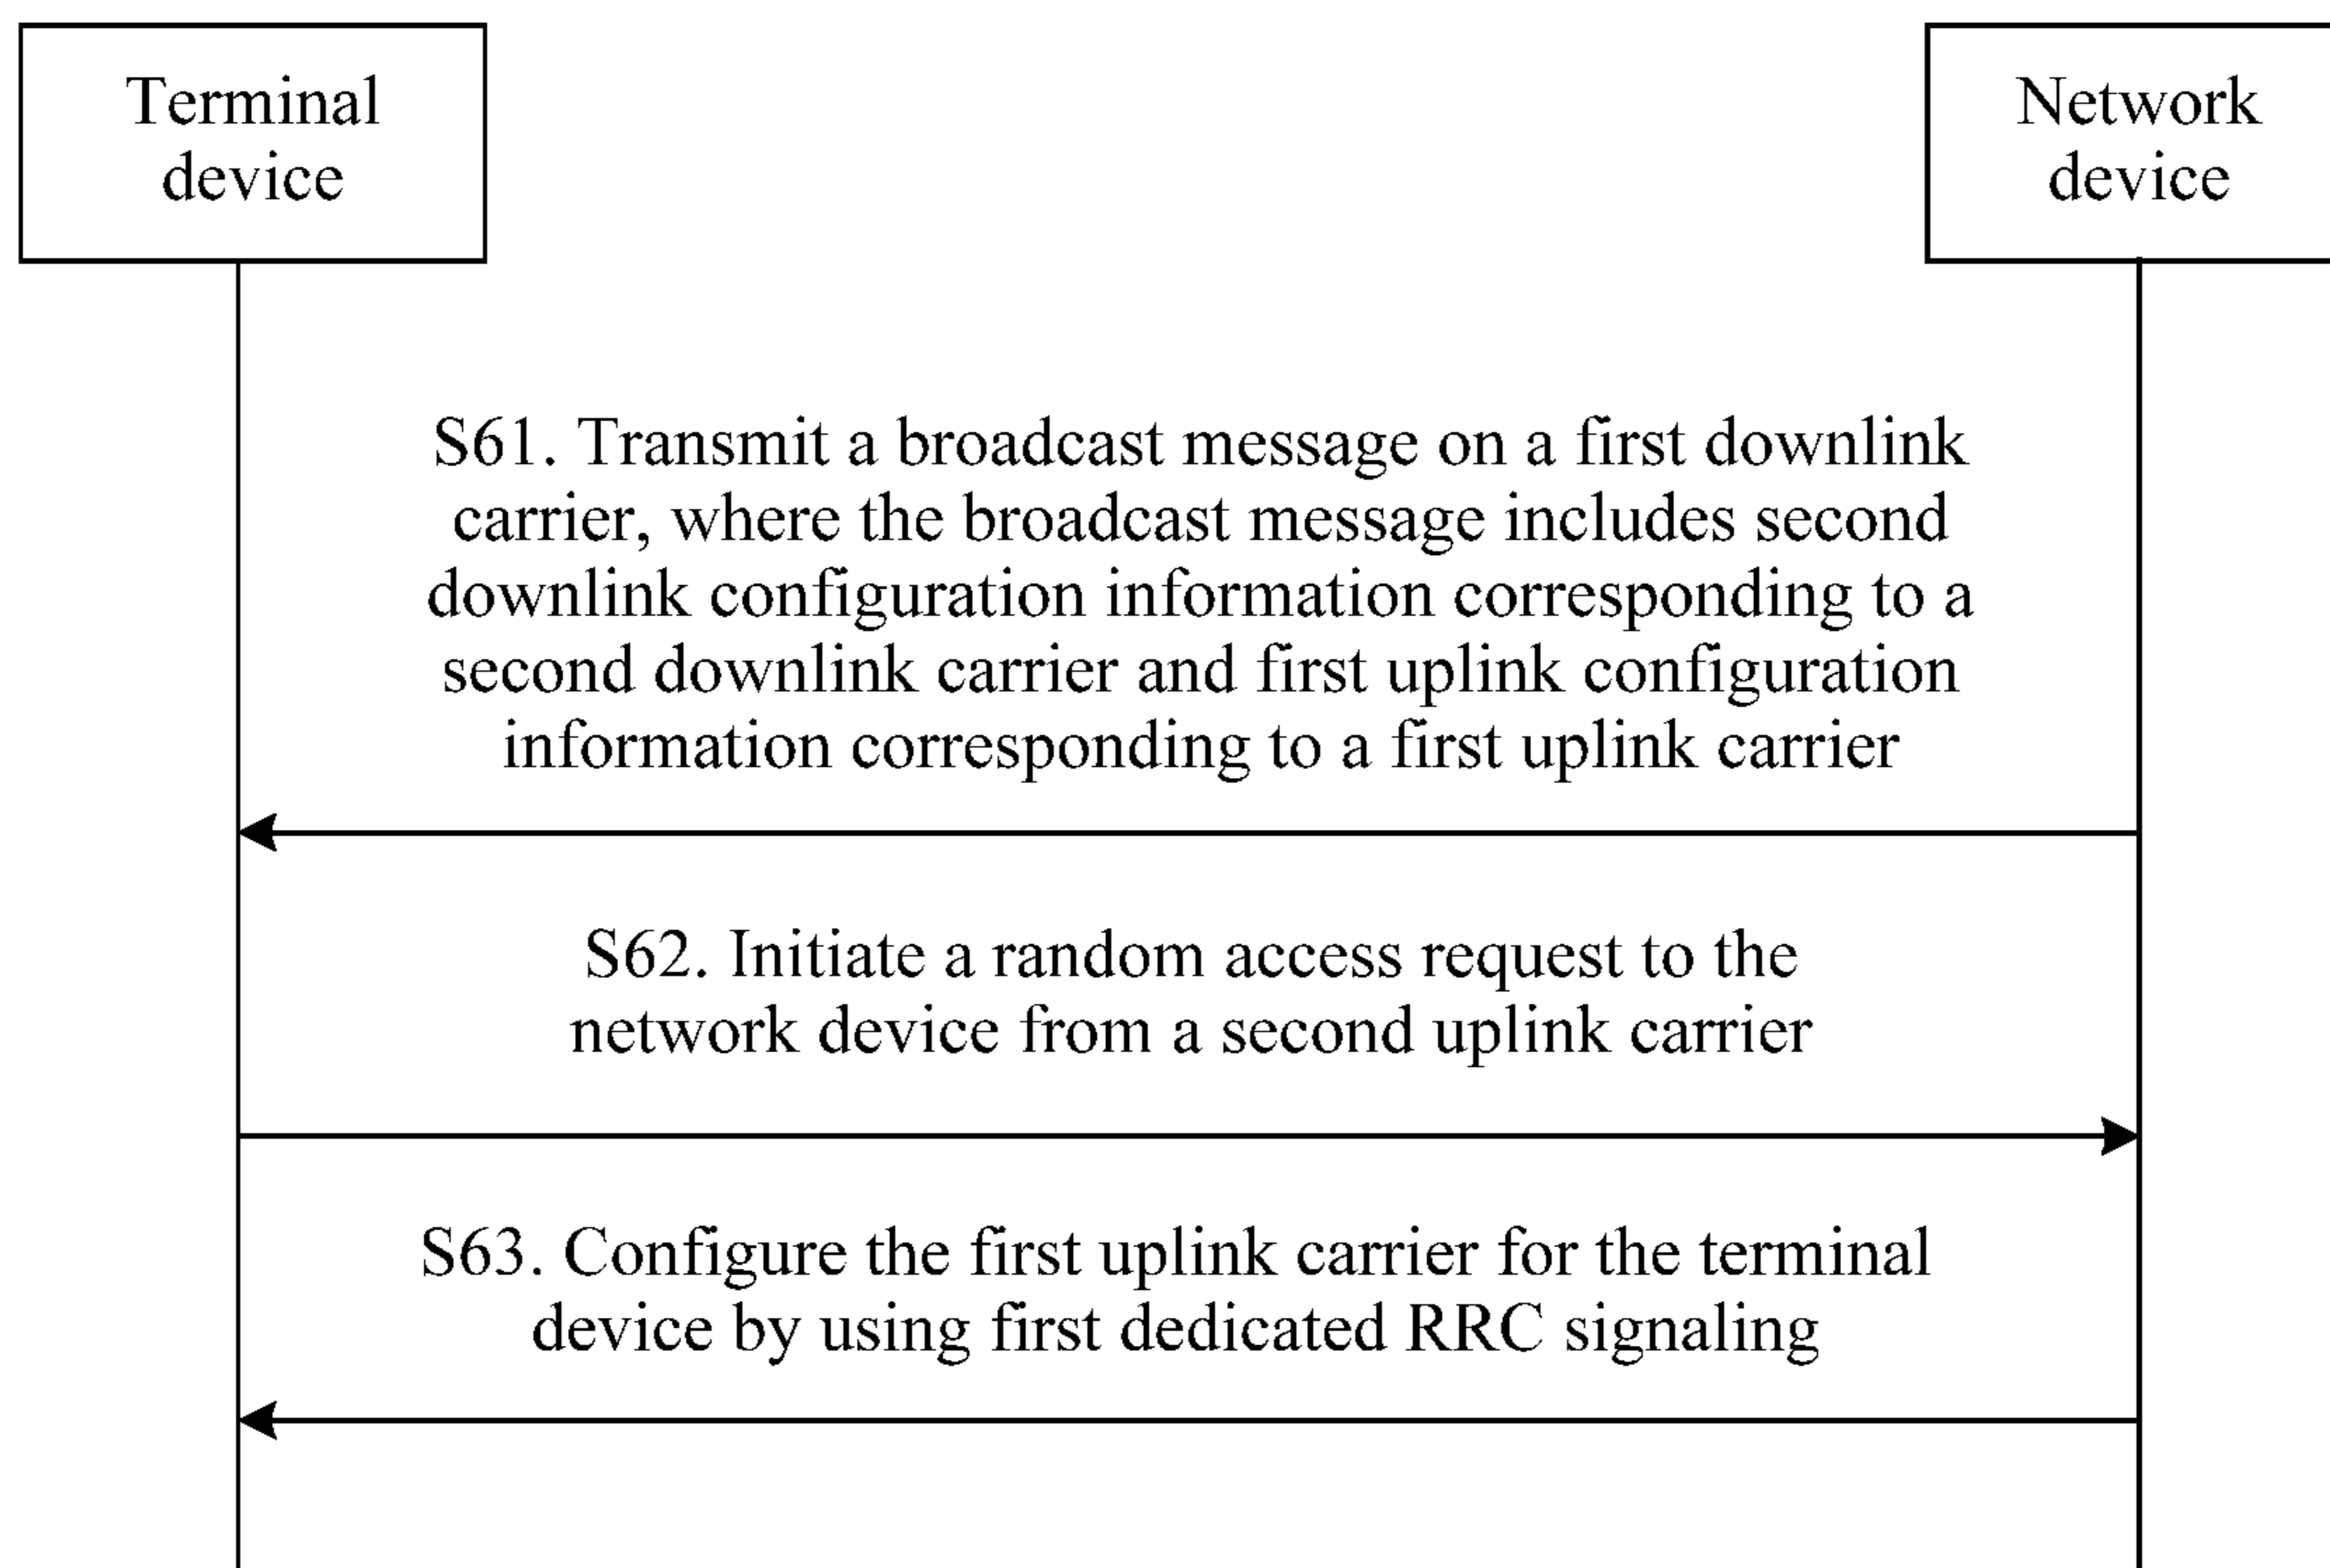 Terminal
device
Network
device
S61. Transmit a broadcast message on a first downlink
carrier, where the broadcast message includes second
downlink configuration information corresponding to a
second downlink carrier and first uplink configuration
information corresponding to a first uplink carrier
S62. Initiate a random access request to the
network device from a second uplink carrier
S63. Configure the first uplink carrier for the terminal
device by using first dedicated RRC signaling